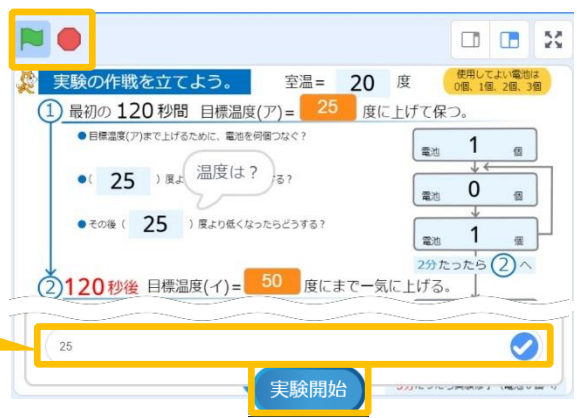 実験の作戦を立てよう。 室温= 20 度
使用してよい電池は
0個、1個、2個、3個
① 最初の 120 秒間 目標温度(ア)= 25 度に上げて保つ。
●目標温度(ア)まで上げるために、電池を何個つなぐ?
電池 1 個
●( 25 )度よ 温度は? る?
電池 0 個
●その後( 25 )度より低くなったらどうする?
電池 1 個
2分たったら ② へ
② 120 秒後 目標温度(イ)= 50 度にまで一気に上げる。
25
実験開始